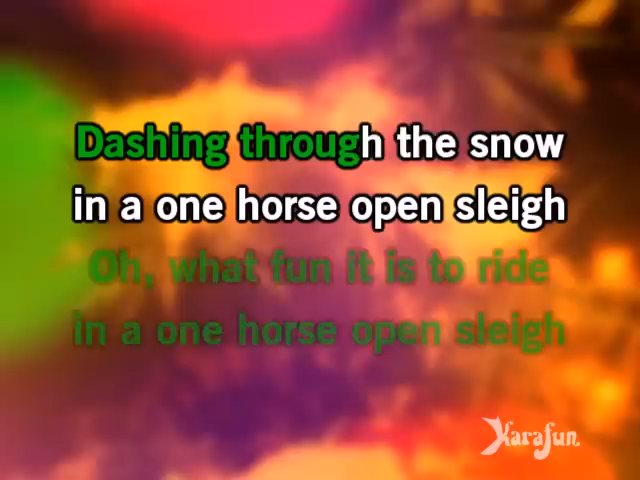 Dashing through the snow
in a one horse open sleigh
Oh, what fun it is to ride
in a one horse open sleigh
KaraFun